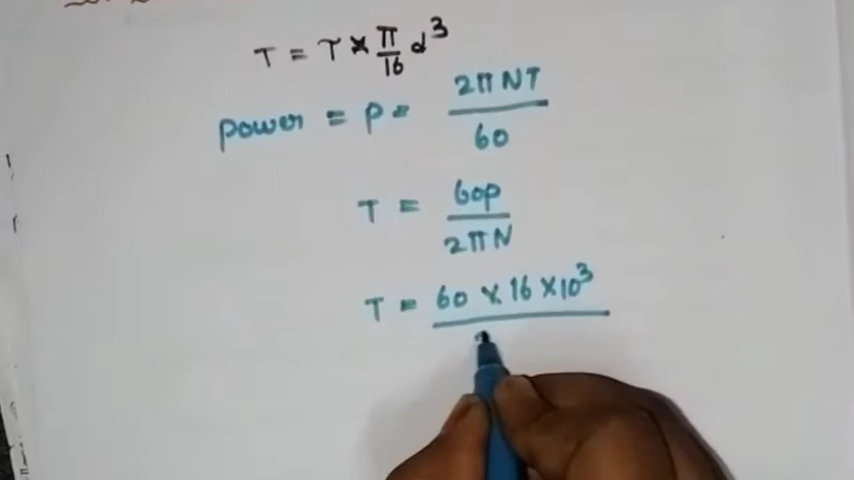 T = τ × π/16 d³
power = P = 2πNT/60
T = 60P/2πN
T = 60 × 16 × 10³